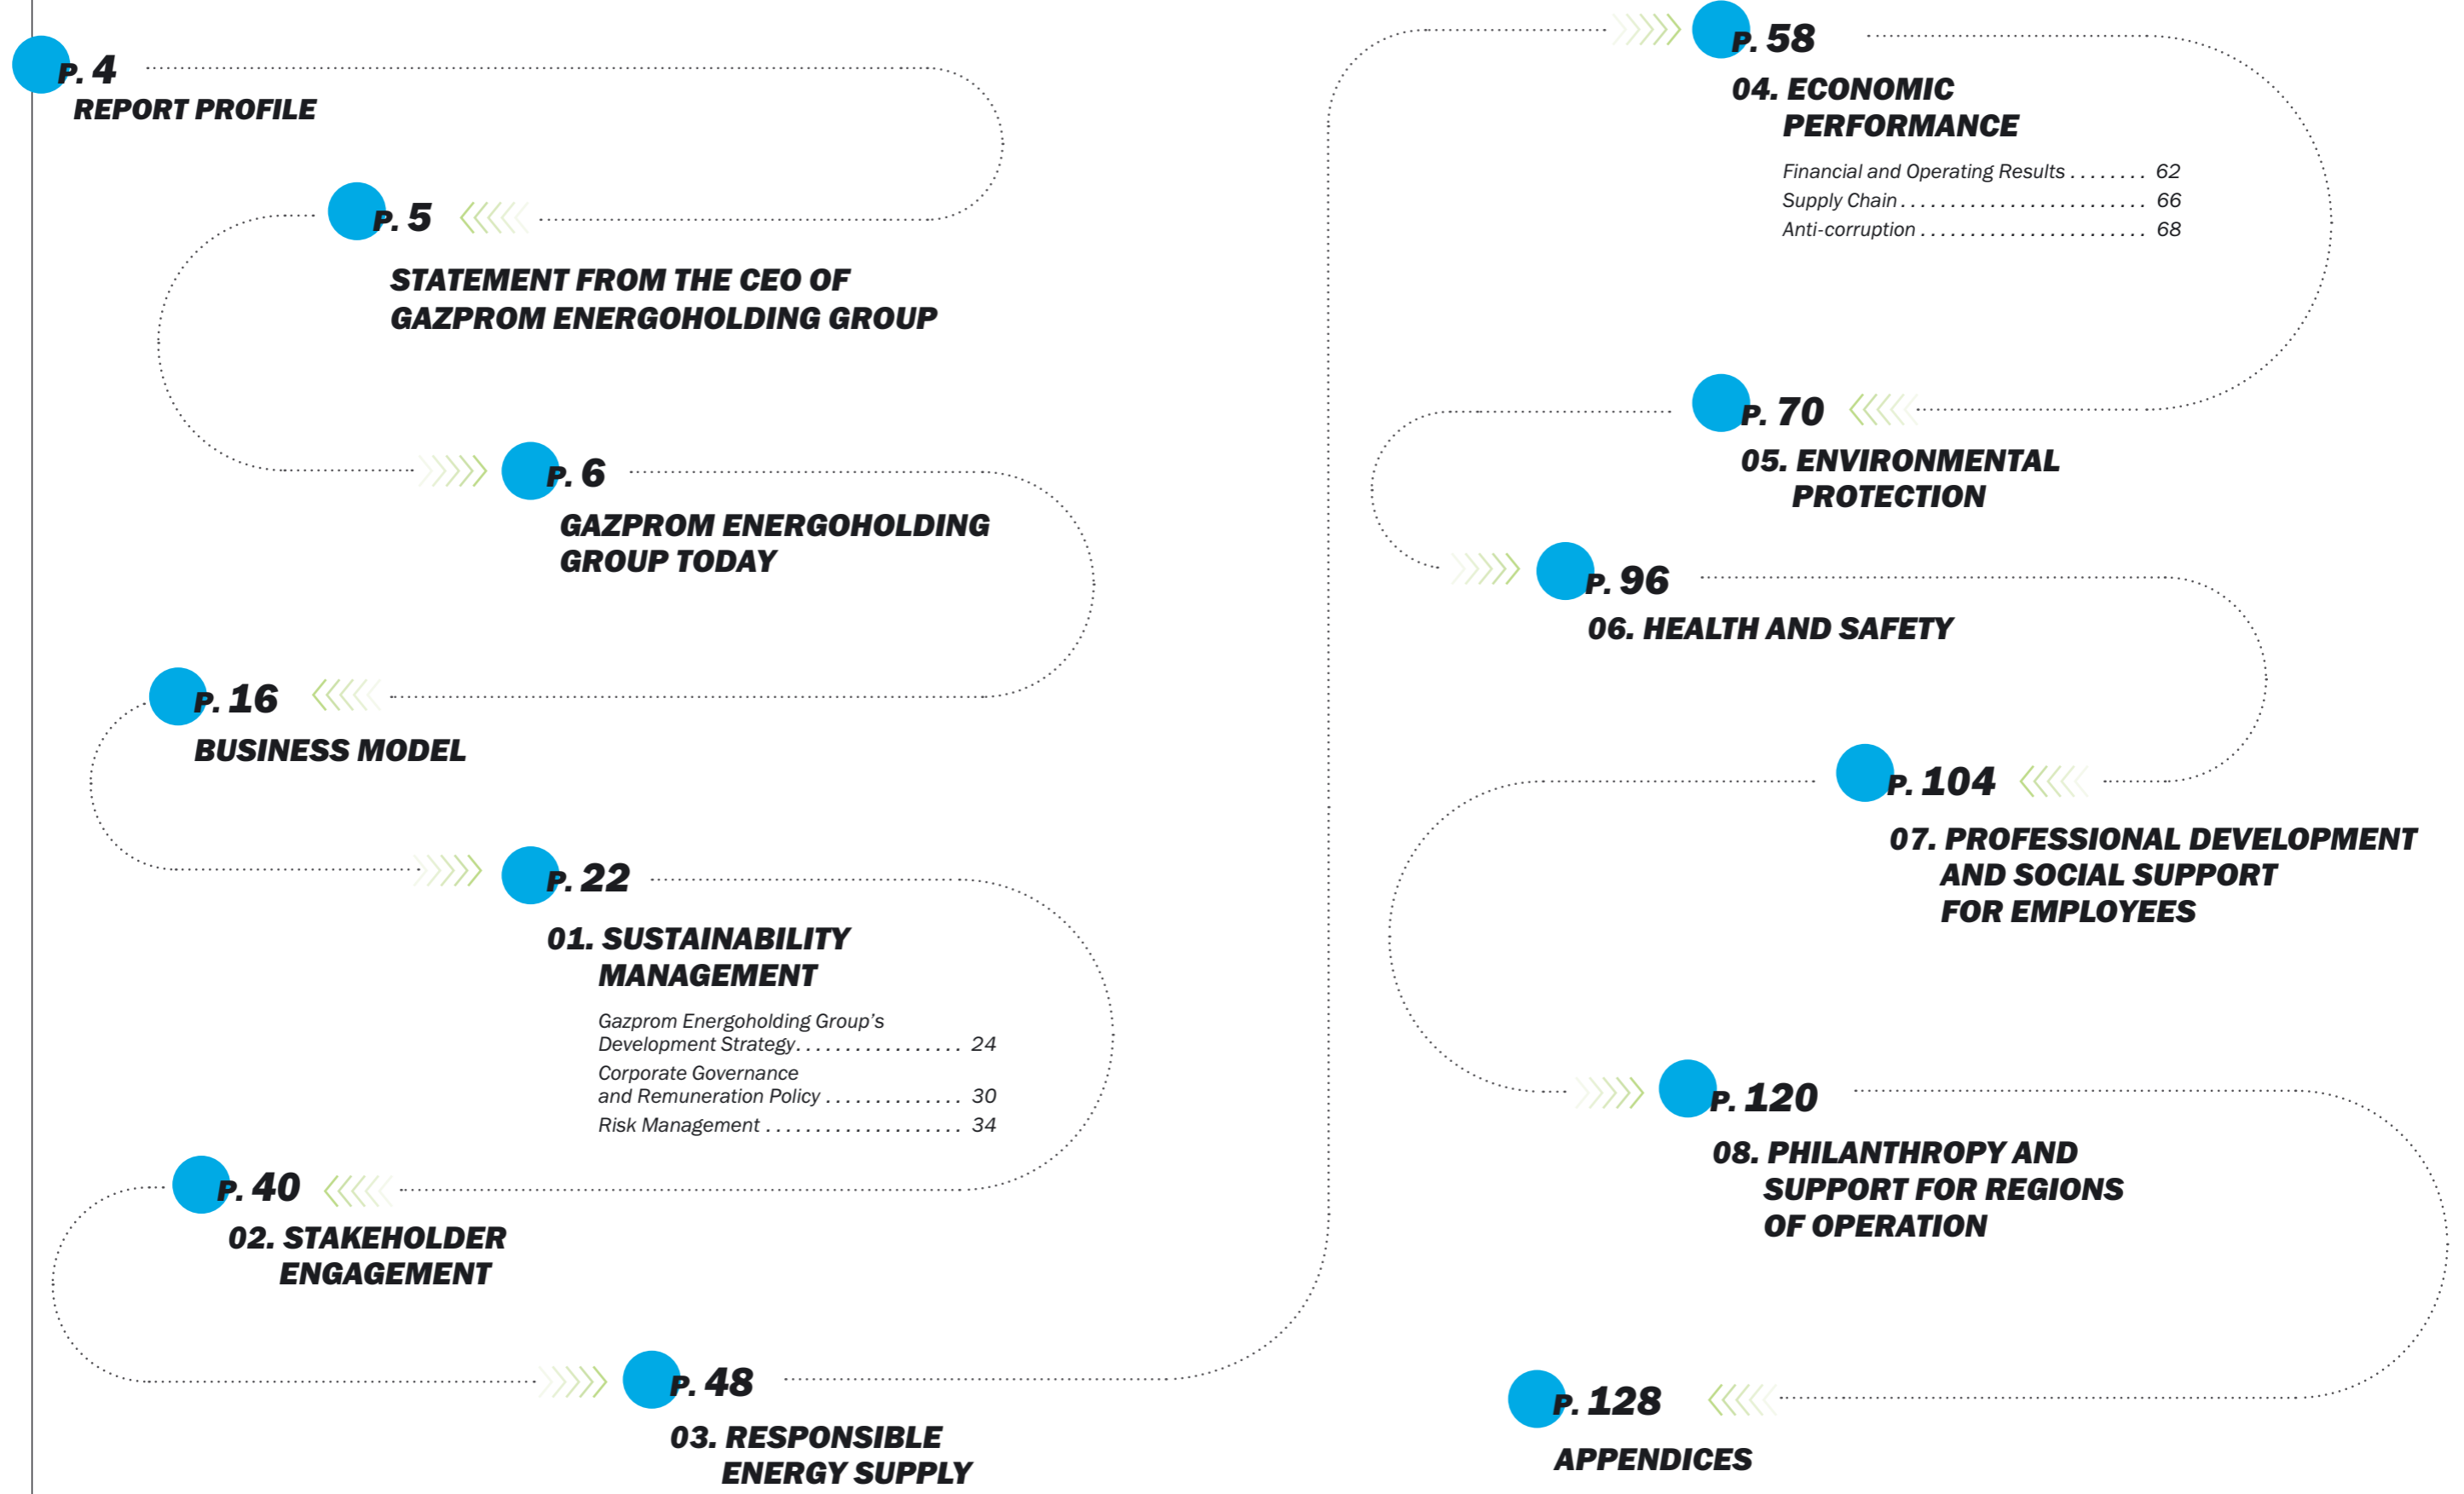 P. 4
REPORT PROFILE
P. 5
STATEMENT FROM THE CEO OF
GAZPROM ENERGOHOLDING GROUP
P. 6
GAZPROM ENERGOHOLDING
GROUP TODAY
P. 16
BUSINESS MODEL
P. 22
01. SUSTAINABILITY
MANAGEMENT
Gazprom Energoholding Group's
Development Strategy................. 24
Corporate Governance
and Remuneration Policy .............. 30
Risk Management .................... 34
P. 40
02. STAKEHOLDER
ENGAGEMENT
P. 48
03. RESPONSIBLE
ENERGY SUPPLY
P. 58
04. ECONOMIC
PERFORMANCE
Financial and Operating Results ........ 62
Supply Chain......................... 66
Anti-corruption ....................... 68
P. 70
05. ENVIRONMENTAL
PROTECTION
P. 96
06. HEALTH AND SAFETY
P. 104
07. PROFESSIONAL DEVELOPMENT
AND SOCIAL SUPPORT
FOR EMPLOYEES
P. 120
08. PHILANTHROPY AND
SUPPORT FOR REGIONS
OF OPERATION
P. 128
APPENDICES